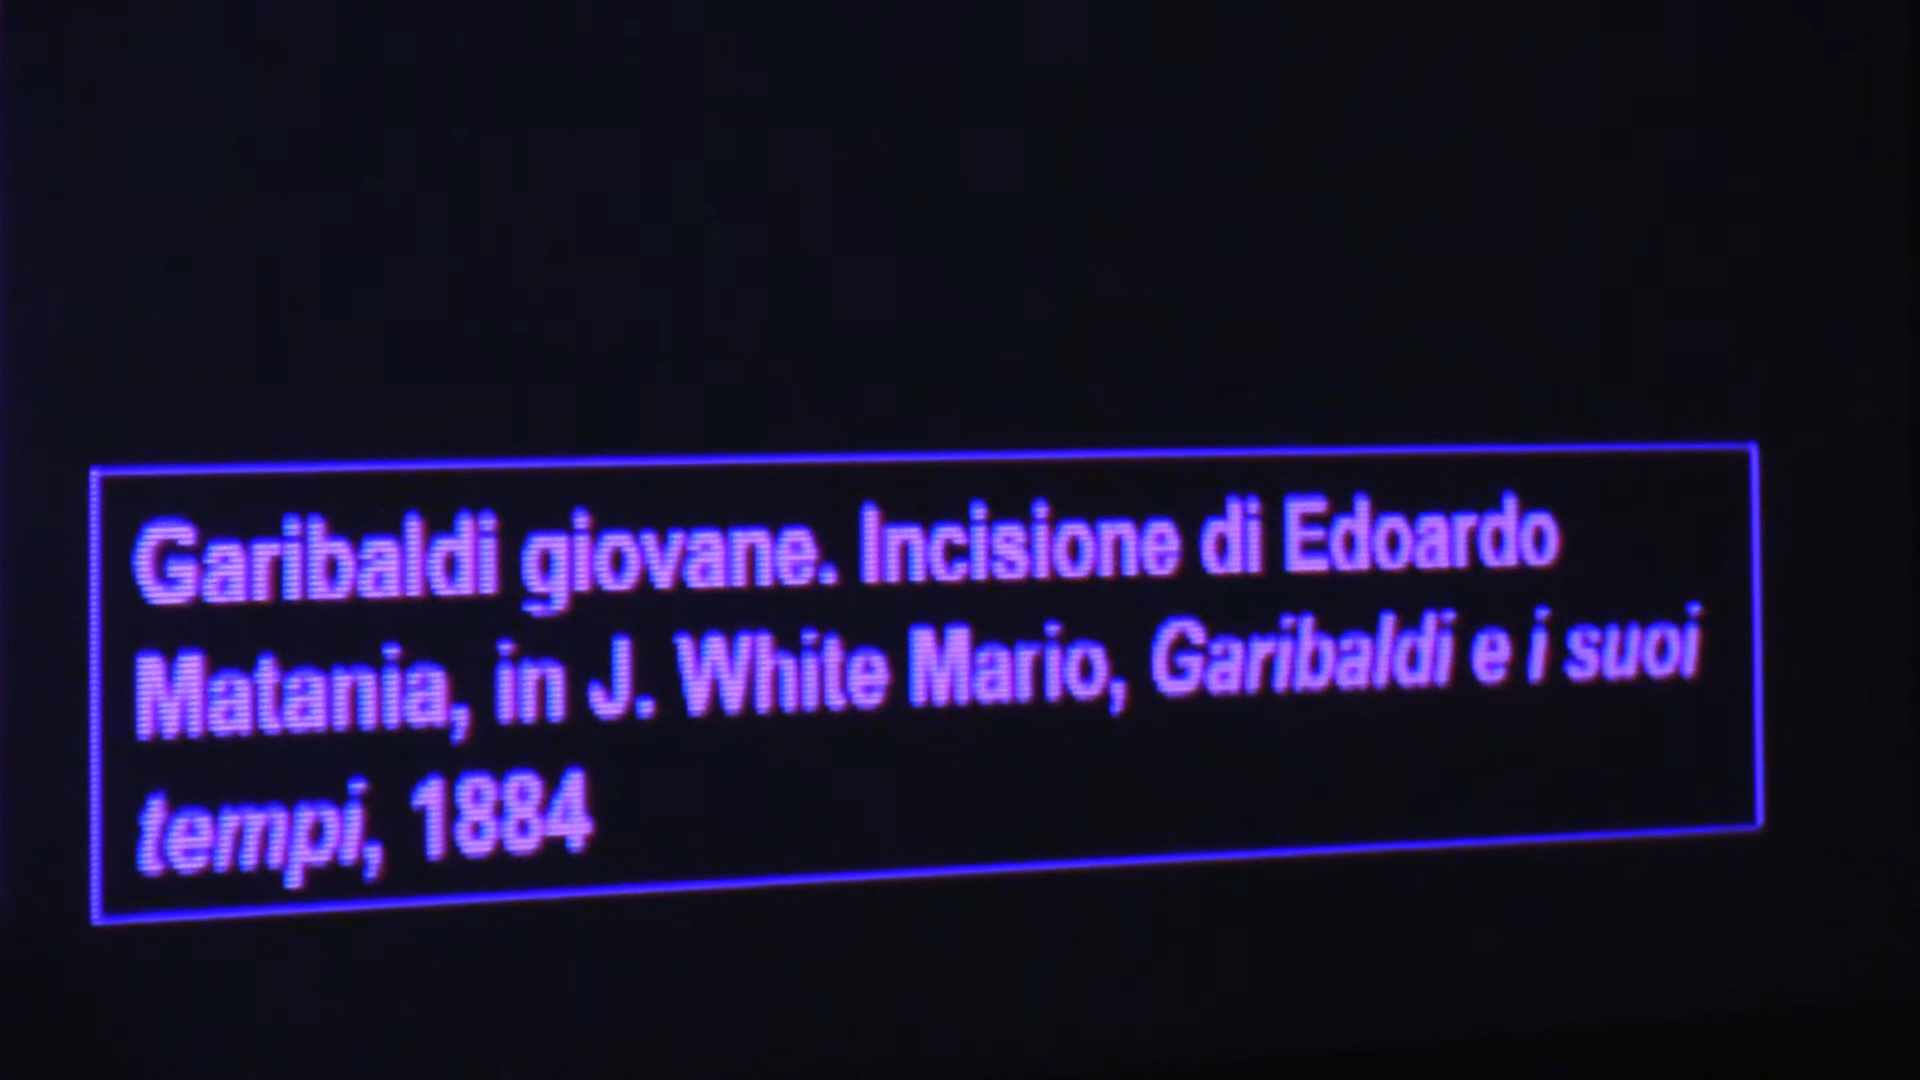 Garibaldi giovane. Incisione di Edoardo
Matania, in J. White Mario, Garibaldi e i suoi
tempi, 1884